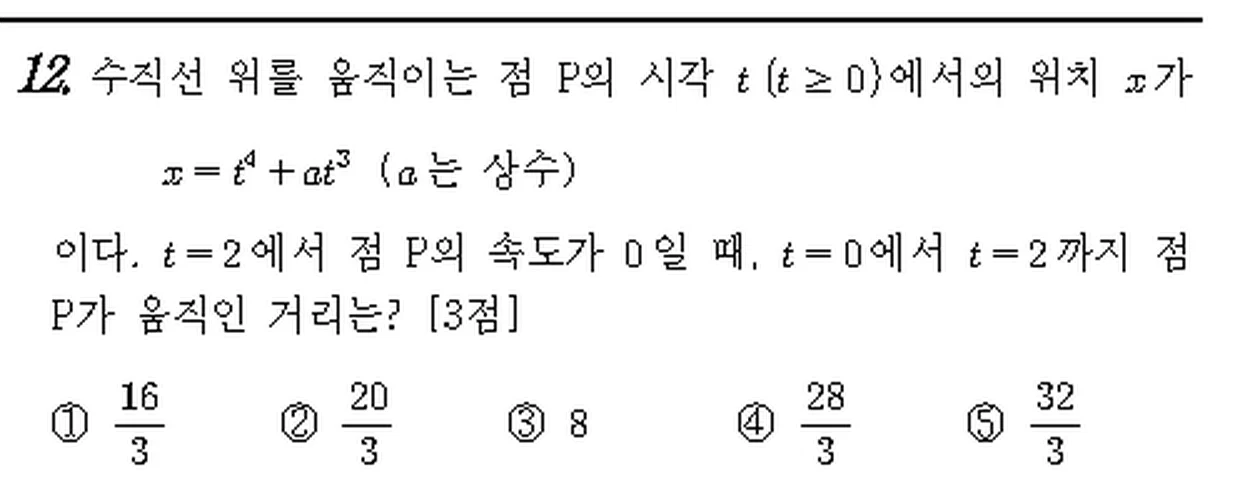 12. 수직선 위를 움직이는 점 P의 시각 t (t ≥ 0)에서의 위치 x가
x = t⁴ + at³ (a는 상수)
이다. t = 2에서 점 P의 속도가 0일 때, t = 0에서 t = 2까지 점
P가 움직인 거리는? [3점]
① 16/3 ② 20/3 ③ 8 ④ 28/3 ⑤ 32/3